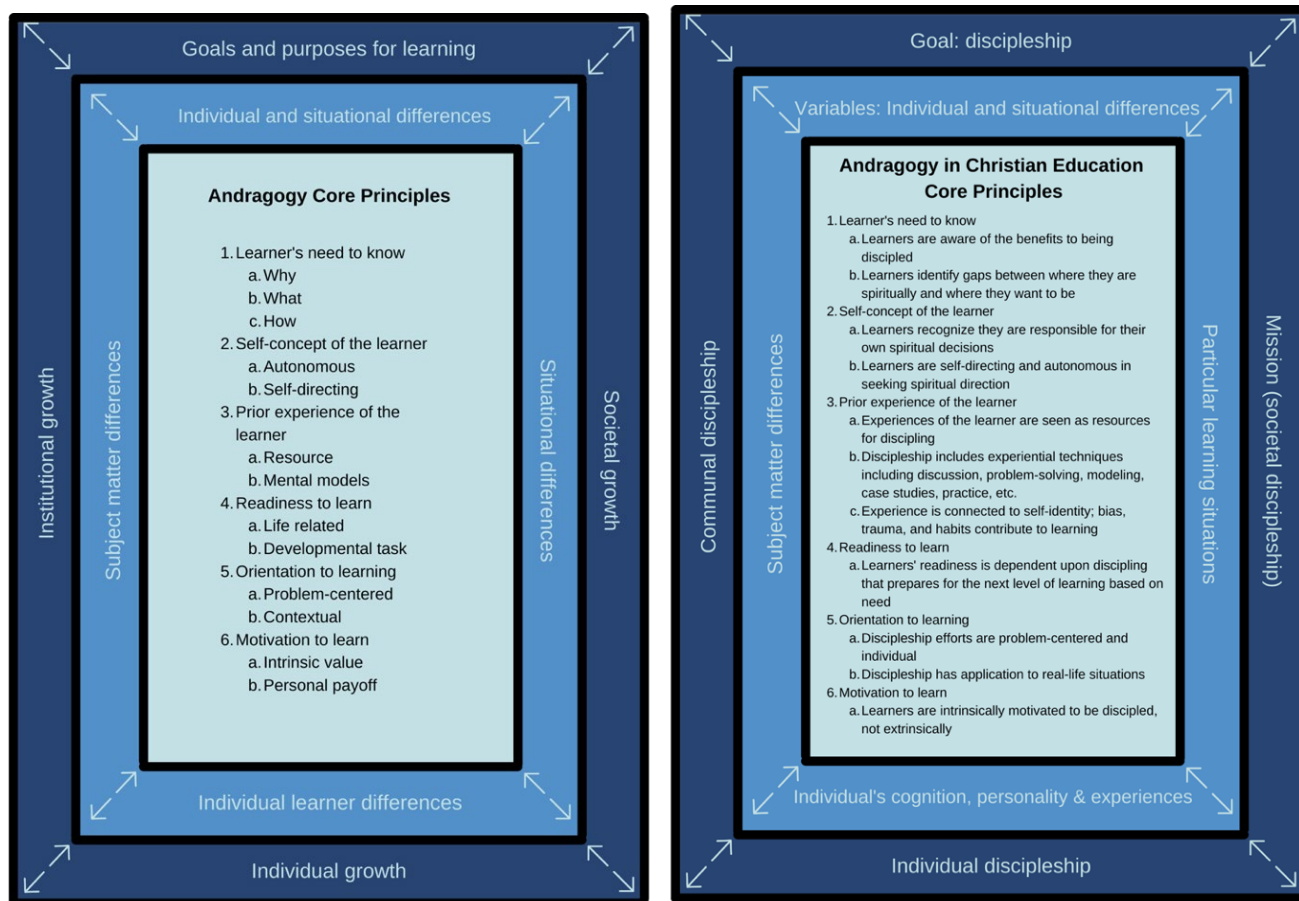 Goals and purposes for learning
Individual and situational differences
Institutional growth
Subject matter differences
Andragogy Core Principles
1. Learner's need to know
a. Why
b. What
c. How
2. Self-concept of the learner
a. Autonomous
b. Self-directing
3. Prior experience of the
learner
a. Resource
b. Mental models
4. Readiness to learn
a. Life related
b. Developmental task
5. Orientation to learning
a. Problem-centered
b. Contextual
6. Motivation to learn
a. Intrinsic value
b. Personal payoff
Situational differences
Societal growth
Individual learner differences
Individual growth
Goal: discipleship
Variables: Individual and situational differences
Communal discipleship
Subject matter differences
Andragogy in Christian Education
Core Principles
1. Learner's need to know
a. Learners are aware of the benefits to being
discipled
b. Learners identify gaps between where they are
spiritually and where they want to be
2. Self-concept of the learner
a. Learners recognize they are responsible for their
own spiritual decisions
b. Learners are self-directing and autonomous in
seeking spiritual direction
3. Prior experience of the learner
a. Experiences of the learner are seen as resources
for discipling
b. Discipleship includes experiential techniques
including discussion, problem-solving, modeling,
case studies, practice, etc.
c. Experience is connected to self-identity; bias,
trauma, and habits contribute to learning
4. Readiness to learn
a. Learners' readiness is dependent upon discipling
that prepares for the next level of learning based on
need
5. Orientation to learning
a. Discipleship efforts are problem-centered and
individual
b. Discipleship has application to real-life situations
6. Motivation to learn
a. Learners are intrinsically motivated to be discipled,
not extrinsically
Particular learning situations
Mission (societal discipleship)
Individual's cognition, personality & experiences
Individual discipleship